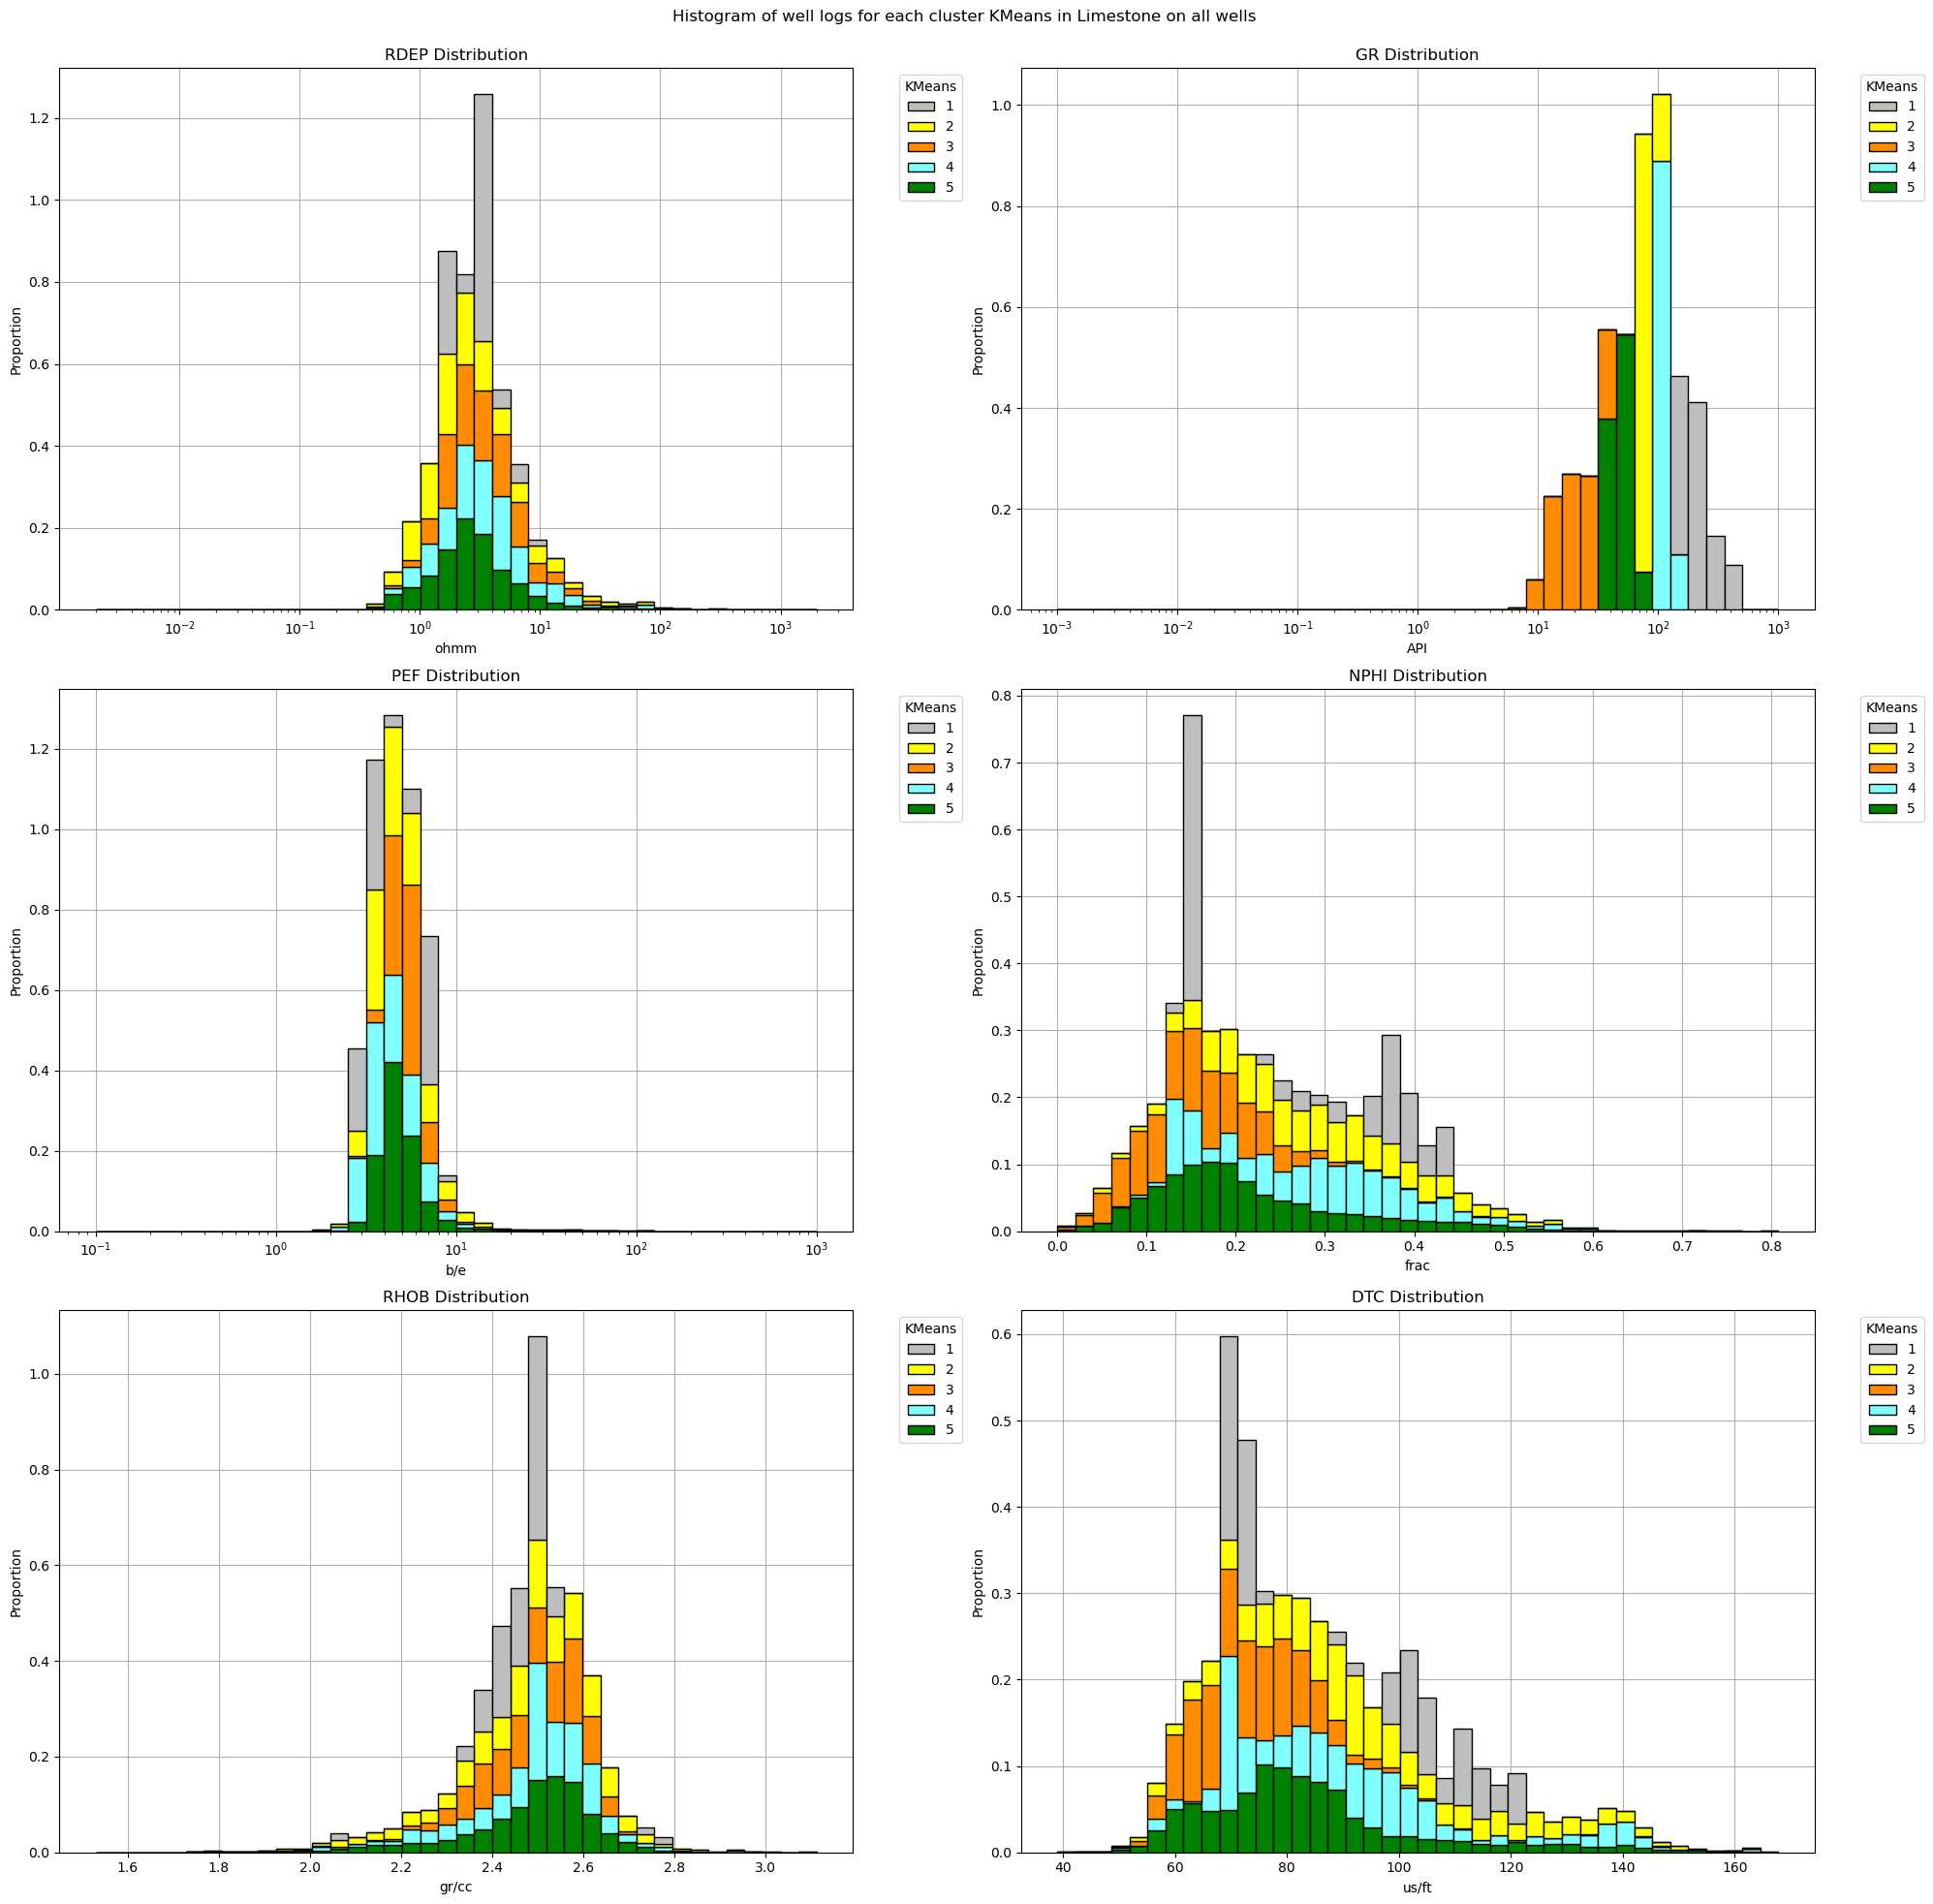 Histogram of well logs for each cluster KMeans in Limestone on all wells
RDEP Distribution
Proportion
1.2
1.0
0.8
0.6
0.4
0.2
0.0
10⁻² 10⁻¹ 10⁰ 10¹ 10² 10³
ohmm
KMeans
1
2
3
4
5
GR Distribution
Proportion
1.0
0.8
0.6
0.4
0.2
0.0
10⁻³ 10⁻² 10⁻¹ 10⁰ 10¹ 10² 10³
API
KMeans
1
2
3
4
5
PEF Distribution
Proportion
1.2
1.0
0.8
0.6
0.4
0.2
0.0
10⁻¹ 10⁰ 10¹ 10² 10³
b/e
KMeans
1
2
3
4
5
NPHI Distribution
Proportion
0.8
0.7
0.6
0.5
0.4
0.3
0.2
0.1
0.0
0.0 0.1 0.2 0.3 0.4 0.5 0.6 0.7 0.8
frac
KMeans
1
2
3
4
5
RHOB Distribution
Proportion
1.0
0.8
0.6
0.4
0.2
0.0
1.6 1.8 2.0 2.2 2.4 2.6 2.8 3.0
gr/cc
KMeans
1
2
3
4
5
DTC Distribution
Proportion
0.6
0.5
0.4
0.3
0.2
0.1
0.0
40 60 80 100 120 140 160
us/ft
KMeans
1
2
3
4
5